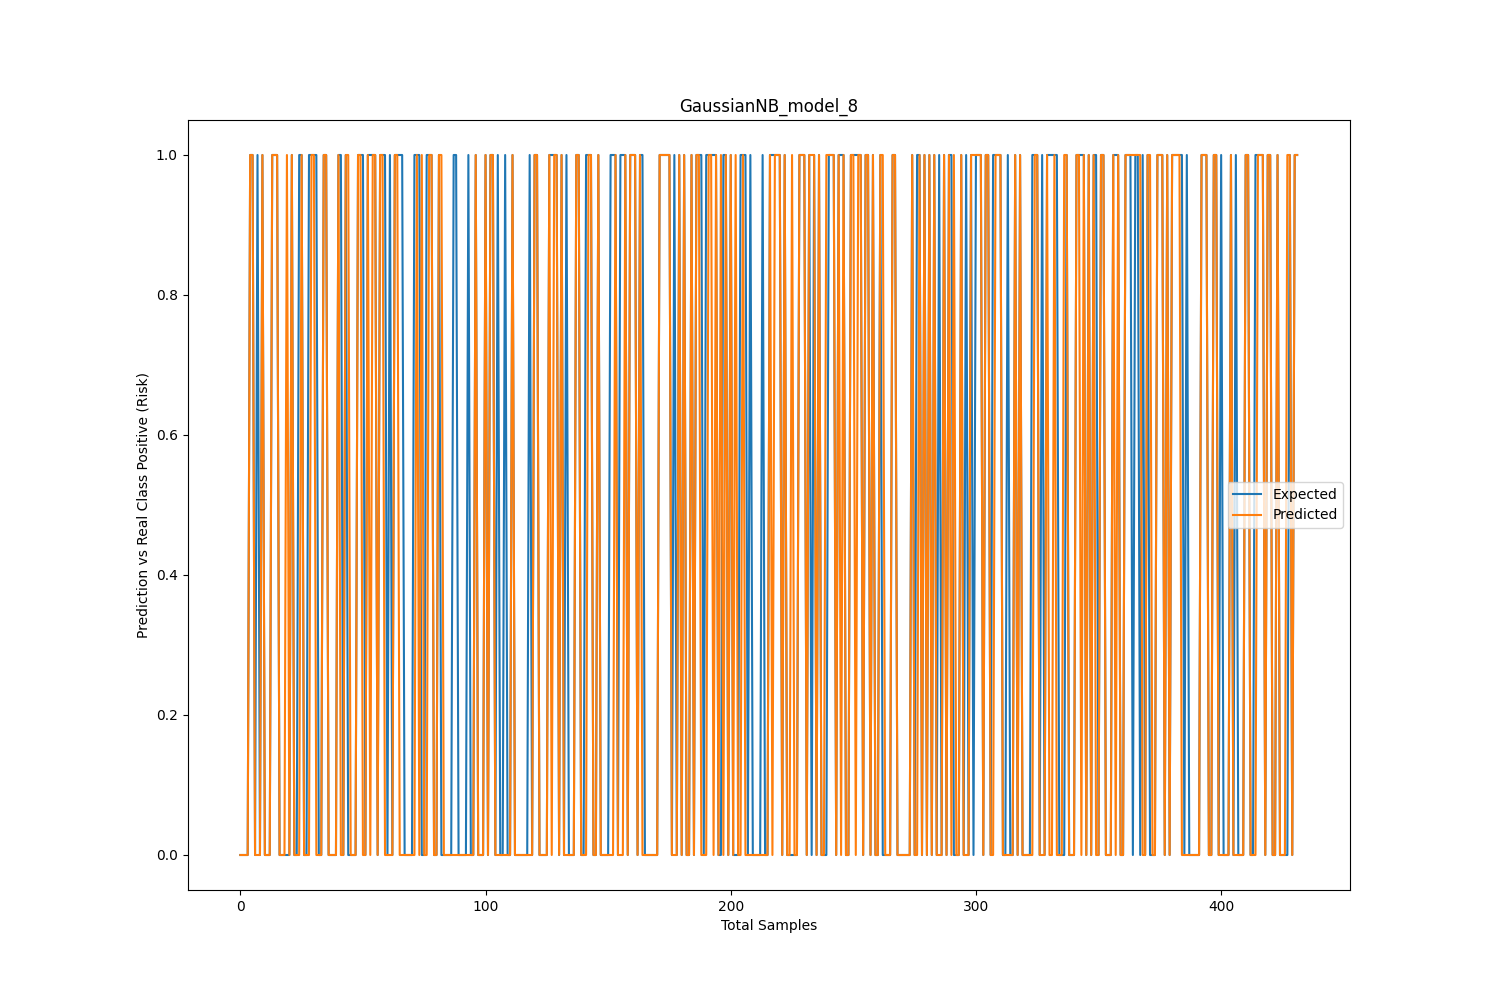 GaussianNB_model_8
1.0
0.8
0.6
0.4
0.2
0.0
Prediction vs Real Class Positive (Risk)
Expected
Predicted
0 100 200 300 400
Total Samples